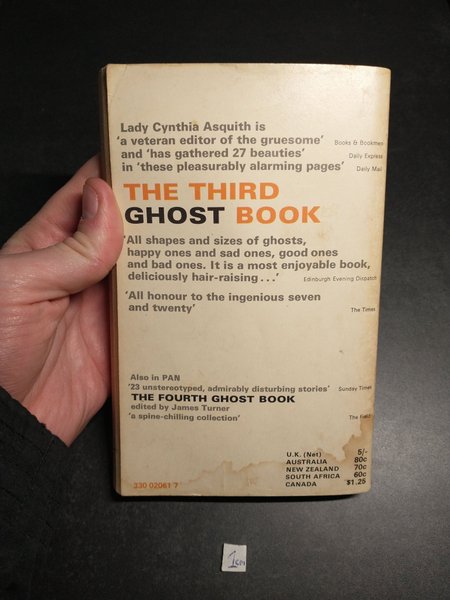 Lady Cynthia Asquith is
'a veteran editor of the gruesome' Books & Bookmen
and 'has gathered 27 beauties' Daily Express
in 'these pleasurably alarming pages' Daily Mail
THE THIRD
GHOST BOOK
'All shapes and sizes of ghosts,
happy ones and sad ones, good ones
and bad ones. It is a most enjoyable book,
deliciously hair-raising...' Edinburgh Evening Dispatch
'All honour to the ingenious seven
and twenty' The Times
Also in PAN
'23 unstereotyped, admirably disturbing stories' Sunday Times
THE FOURTH GHOST BOOK
edited by James Turner
'a spine-chilling collection' The Field
U.K. (Net) 5/-
AUSTRALIA 80c
NEW ZEALAND 70c
SOUTH AFRICA 60c
CANADA $1.25
330 02061 7
1cm